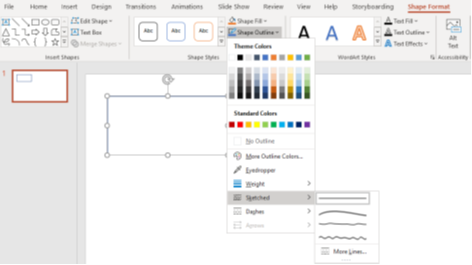 File Home Insert Draw Design Transitions Animations Slide Show Review View Help Storyboarding Shape Format
Edit Shape
Text Box
Merge Shapes
Insert Shapes
Abc Abc Abc
Shape Styles
Shape Fill
Shape Outline
A A A
WordArt Styles
Text Fill
Text Outline
Text Effects
Alt
Text
Accessibility
1
Theme Colors
Standard Colors
No Outline
More Outline Colors...
Eyedropper
Weight
Sketched
Dashes
Arrows
More Lines...